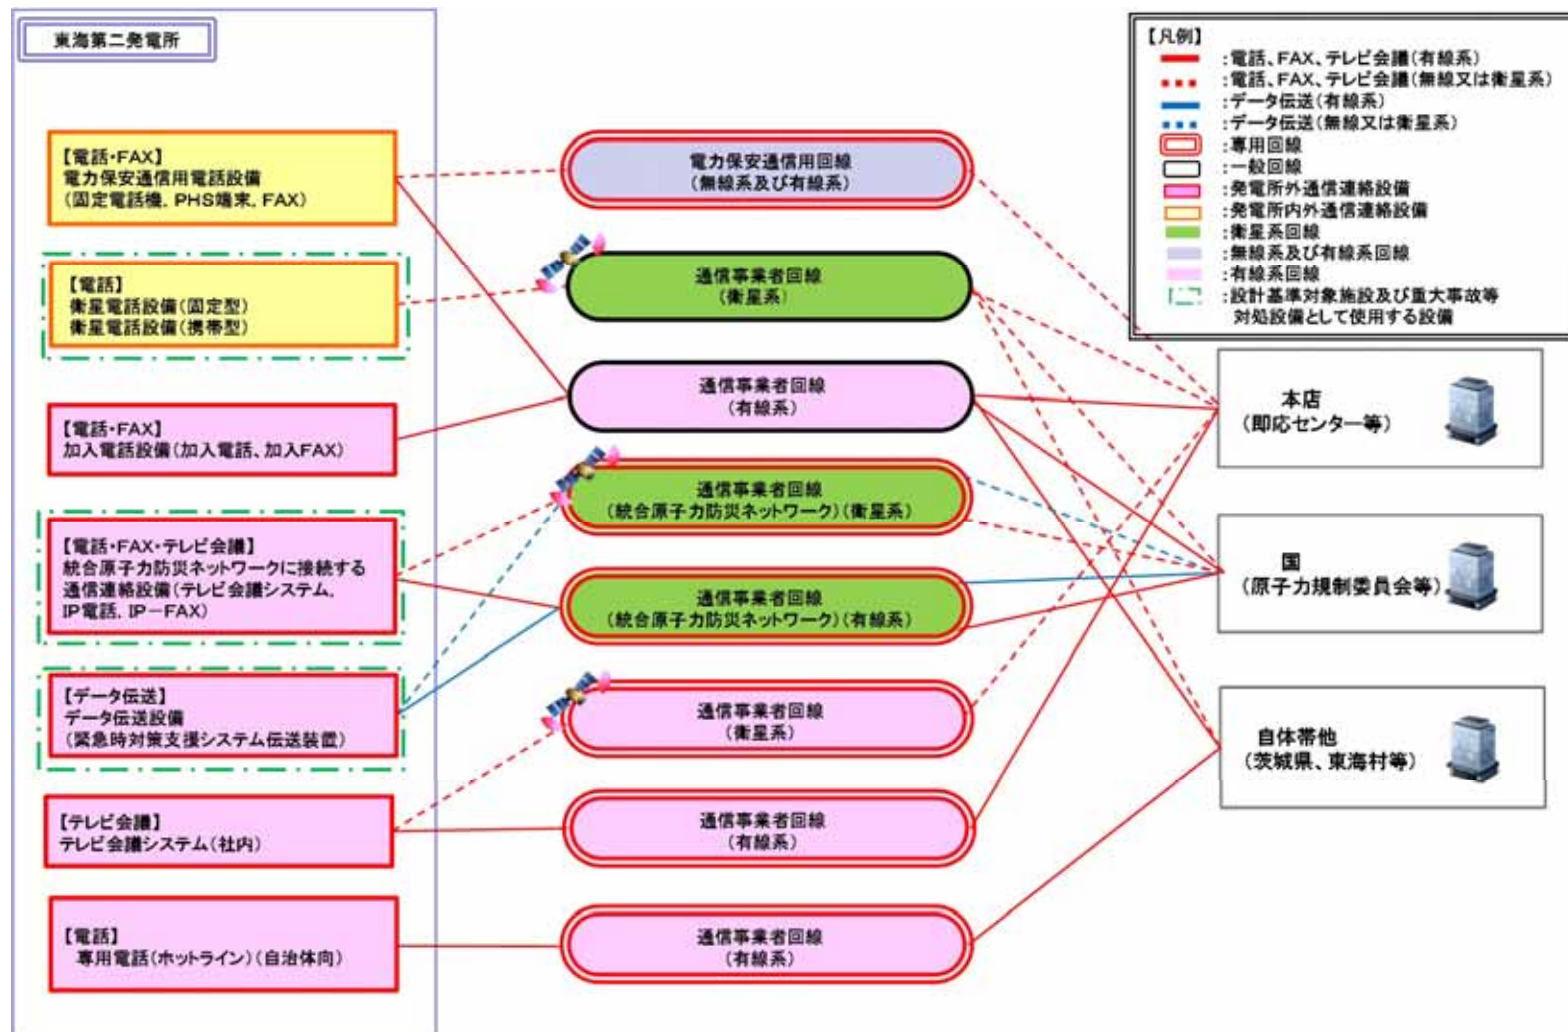 東海第二発電所
【電話・FAX】
電力保安通信用電話設備
(固定電話機、PHS端末、FAX)
【電話】
衛星電話設備(固定型)
衛星電話設備(携帯型)
【電話・FAX】
加入電話設備(加入電話、加入FAX)
【電話・FAX・テレビ会議】
統合原子力防災ネットワークに接続する
通信連絡設備(テレビ会議システム、
IP電話、IP－FAX)
【データ伝送】
データ伝送設備
(緊急時対策支援システム伝送装置)
【テレビ会議】
テレビ会議システム(社内)
【電話】
専用電話(ホットライン)(自治体向)
電力保安通信用回線
(無線系及び有線系)
通信事業者回線
(衛星系)
通信事業者回線
(有線系)
通信事業者回線
(統合原子力防災ネットワーク)(衛星系)
通信事業者回線
(統合原子力防災ネットワーク)(有線系)
通信事業者回線
(衛星系)
通信事業者回線
(有線系)
通信事業者回線
(有線系)
【凡例】
:電話、FAX、テレビ会議(有線系)
:電話、FAX、テレビ会議(無線又は衛星系)
:データ伝送(有線系)
:データ伝送(無線又は衛星系)
:専用回線
:一般回線
:発電所外通信連絡設備
:発電所内外通信連絡設備
:衛星系回線
:無線系及び有線系回線
:有線系回線
:設計基準対象施設及び重大事故等
対処設備として使用する設備
本店
(即応センター等)
国
(原子力規制委員会等)
自体帯他
(茨城県、東海村等)